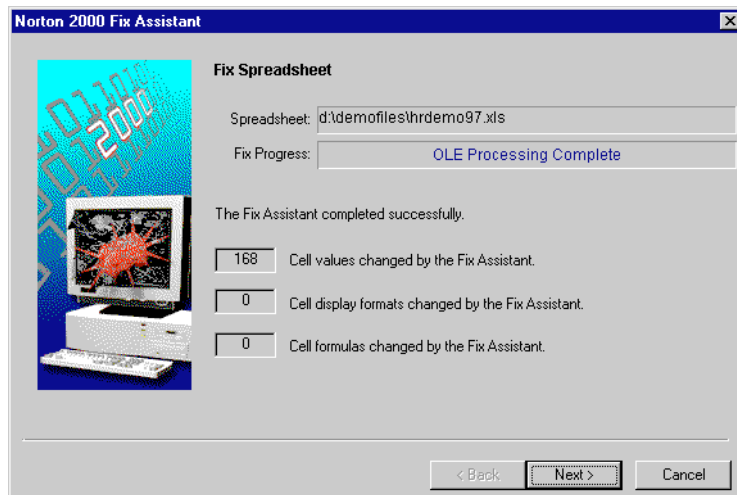 Norton 2000 Fix Assistant
Fix Spreadsheet
Spreadsheet: d:\demofiles\hrdemo97.xls
Fix Progress: OLE Processing Complete
The Fix Assistant completed successfully.
168 Cell values changed by the Fix Assistant.
0 Cell display formats changed by the Fix Assistant.
0 Cell formulas changed by the Fix Assistant.
2000
< Back Next > Cancel